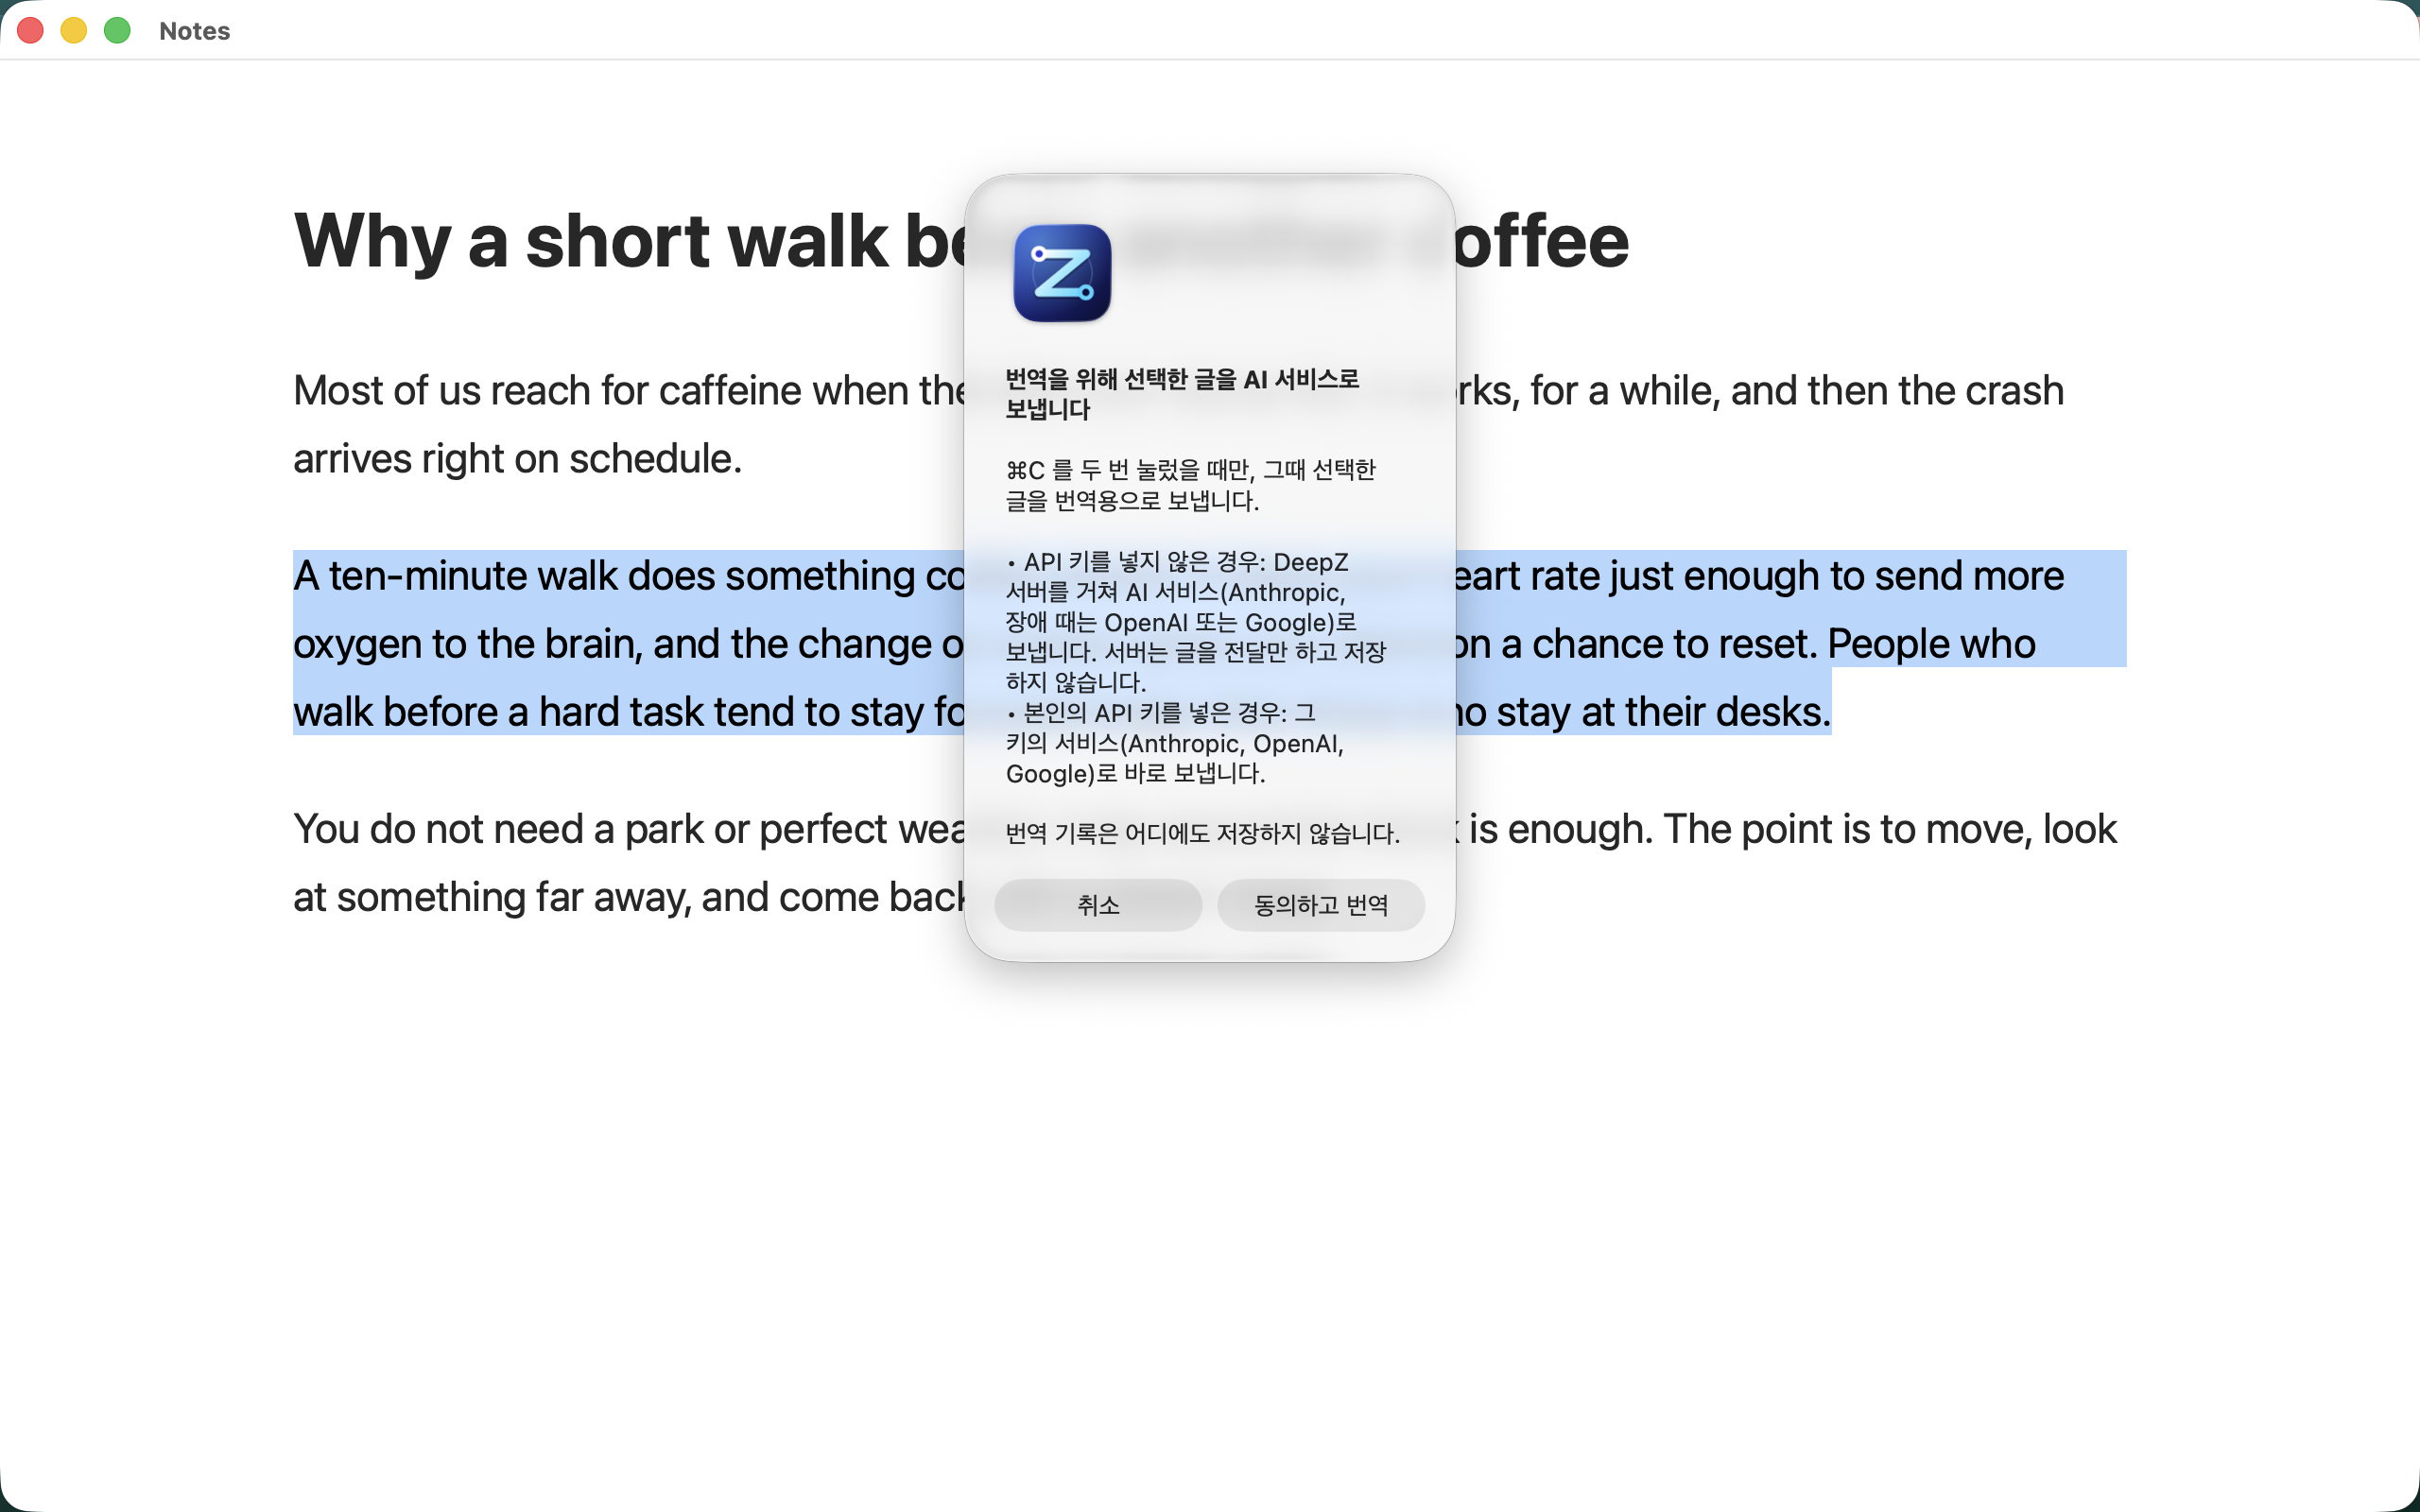 Notes
Why a short walk be
offee
Most of us reach for caffeine when the
rks, for a while, and then the crash
arrives right on schedule.
A ten-minute walk does something co
eart rate just enough to send more
oxygen to the brain, and the change o
on a chance to reset. People who
walk before a hard task tend to stay fo
no stay at their desks.
You do not need a park or perfect wea
is enough. The point is to move, look
at something far away, and come back
번역을 위해 선택한 글을 AI 서비스로
보냅니다
⌘C 를 두 번 눌렀을 때만, 그때 선택한
글을 번역용으로 보냅니다.
• API 키를 넣지 않은 경우: DeepZ
서버를 거쳐 AI 서비스(Anthropic,
장애 때는 OpenAI 또는 Google)로
보냅니다. 서버는 글을 전달만 하고 저장
하지 않습니다.
• 본인의 API 키를 넣은 경우: 그
키의 서비스(Anthropic, OpenAI,
Google)로 바로 보냅니다.
번역 기록은 어디에도 저장하지 않습니다.
취소
동의하고 번역